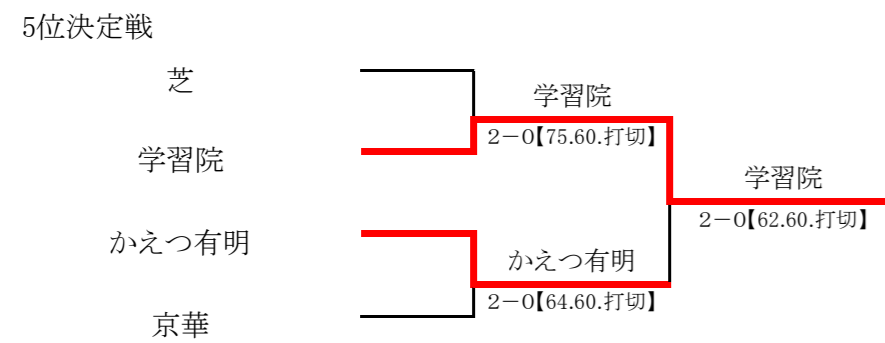 5位決定戦
芝
学習院
2－0【75.60.打切】
学習院
学習院
2－0【62.60.打切】
かえつ有明
かえつ有明
2－0【64.60.打切】
京華